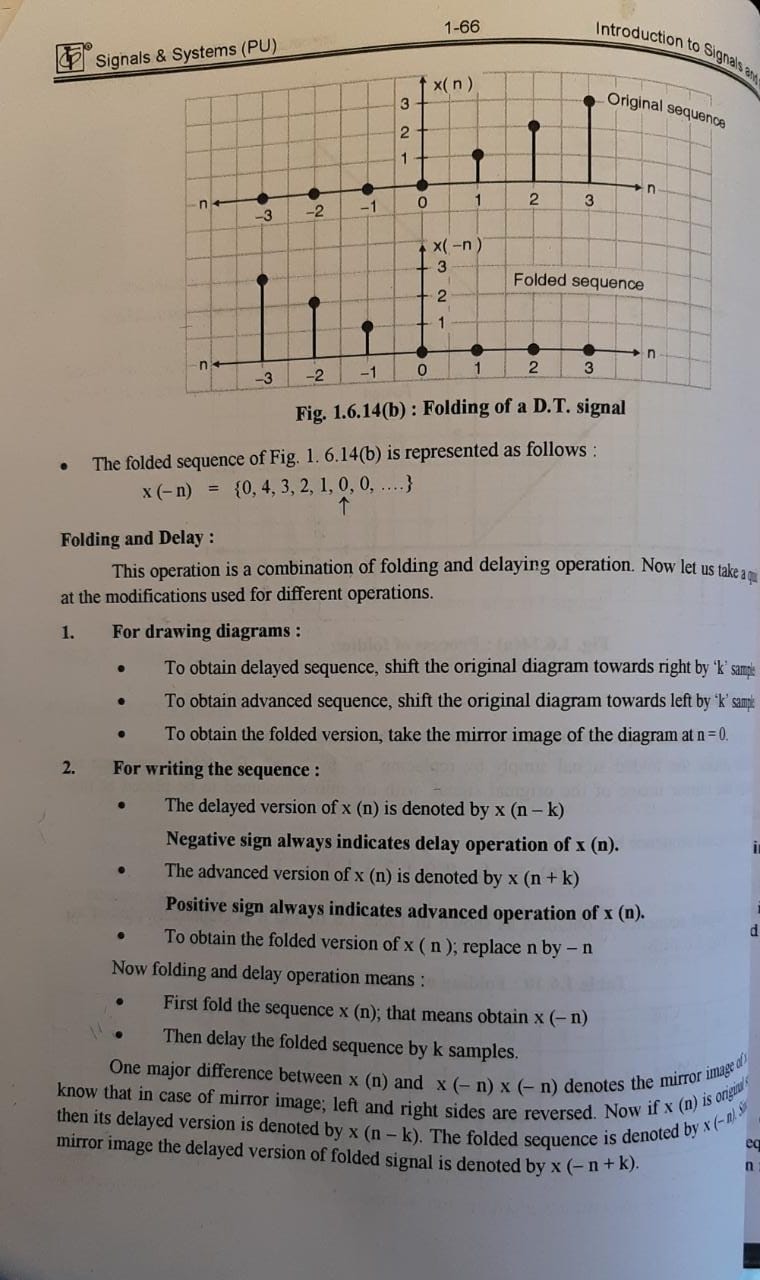 1-66
Signals & Systems (PU)
Introduction to Signals and
x( n )
3
Original sequence
2
1
n
n
–3 –2 –1 0 1 2 3
x( –n )
3
Folded sequence
2
1
n
n
–3 –2 –1 0 1 2 3
Fig. 1.6.14(b) : Folding of a D.T. signal
• The folded sequence of Fig. 1. 6.14(b) is represented as follows :
x (– n) = {0, 4, 3, 2, 1, 0, 0, ....}
↑
Folding and Delay :
This operation is a combination of folding and delaying operation. Now let us take a
at the modifications used for different operations.
1. For drawing diagrams :
• To obtain delayed sequence, shift the original diagram towards right by ‘k’ sample
• To obtain advanced sequence, shift the original diagram towards left by ‘k’ sampl
• To obtain the folded version, take the mirror image of the diagram at n = 0.
2. For writing the sequence :
• The delayed version of x (n) is denoted by x (n – k)
Negative sign always indicates delay operation of x (n).
• The advanced version of x (n) is denoted by x (n + k)
Positive sign always indicates advanced operation of x (n).
• To obtain the folded version of x ( n ); replace n by – n
Now folding and delay operation means :
• First fold the sequence x (n); that means obtain x (– n)
• Then delay the folded sequence by k samples.
One major difference between x (n) and x (– n) x (– n) denotes the mirror image of
know that in case of mirror image; left and right sides are reversed. Now if x (n) is original
then its delayed version is denoted by x (n – k). The folded sequence is denoted by x (– n).
mirror image the delayed version of folded signal is denoted by x (– n + k).